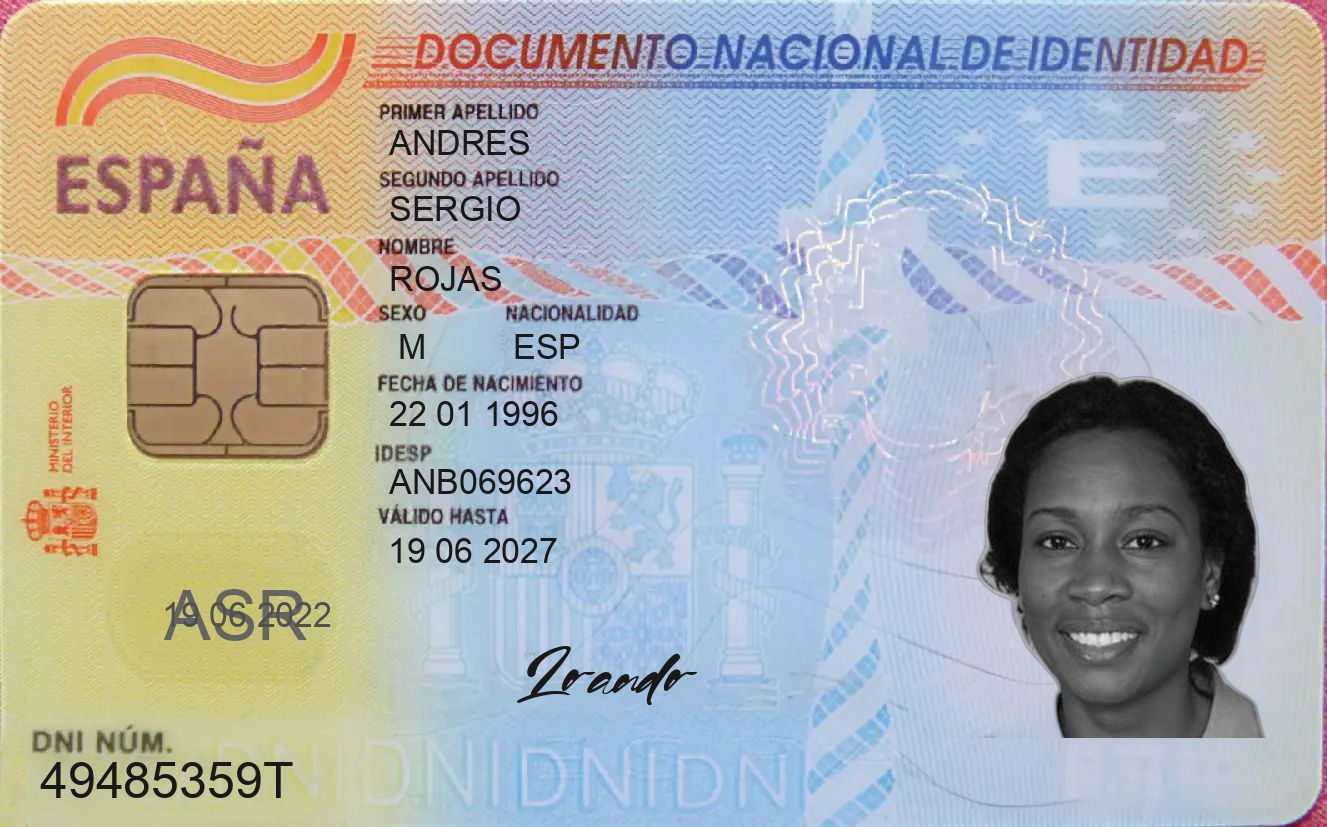 DOCUMENTO NACIONAL DE IDENTIDAD
ESPAÑA
PRIMER APELLIDO
ANDRES
SEGUNDO APELLIDO
SERGIO
NOMBRE
ROJAS
SEXO NACIONALIDAD
M ESP
FECHA DE NACIMIENTO
22 01 1996
IDESP
ANB069623
VÁLIDO HASTA
19 06 2027
MINISTERIO
DEL INTERIOR
E
ASR
19 06 2022
Lrando
DNI NÚM.
49485359T
DNIDNIDNIDNI